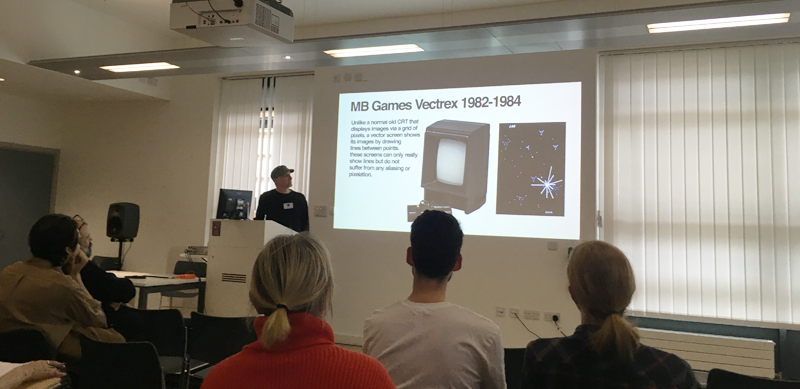 MB Games Vectrex 1982-1984
Unlike a normal old CRT that
displays images via a grid of
pixels, a vector screen shows
its images by drawing
lines between points.
these screens can only really
show lines but do not
suffer from any aliasing or
pixelation.